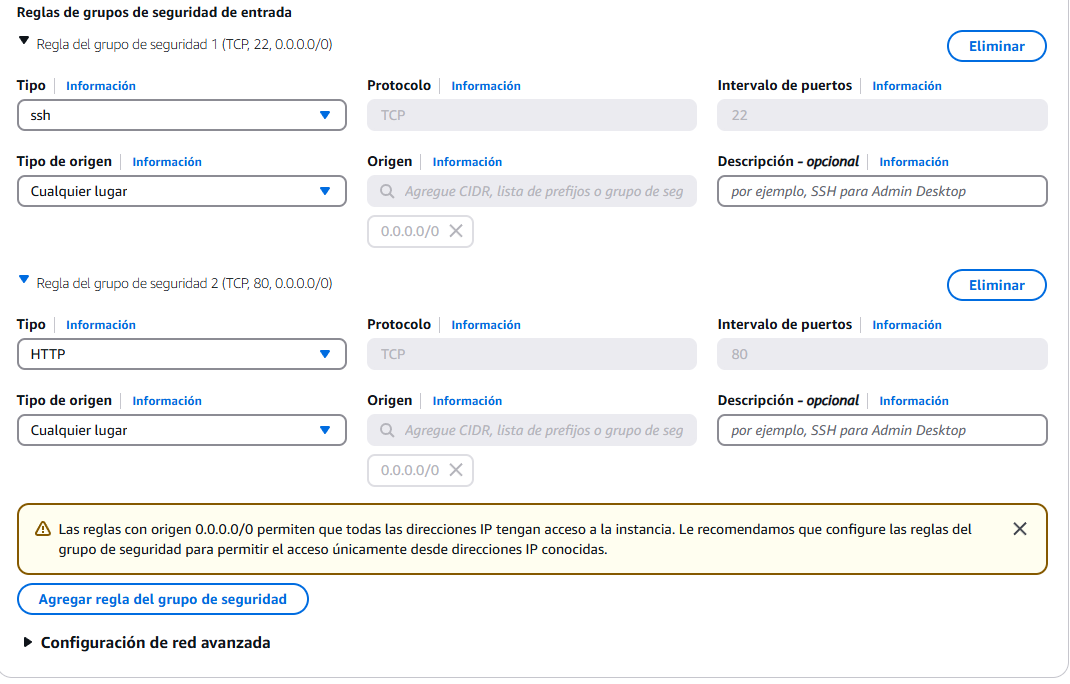 Reglas de grupos de seguridad de entrada
Regla del grupo de seguridad 1 (TCP, 22, 0.0.0.0/0)
Eliminar
Tipo Información Protocolo Información Intervalo de puertos Información
ssh TCP 22
Tipo de origen Información Origen Información Descripción - opcional Información
Cualquier lugar Agregue CIDR, lista de prefijos o grupo de seg por ejemplo, SSH para Admin Desktop
0.0.0.0/0
Regla del grupo de seguridad 2 (TCP, 80, 0.0.0.0/0)
Eliminar
Tipo Información Protocolo Información Intervalo de puertos Información
HTTP TCP 80
Tipo de origen Información Origen Información Descripción - opcional Información
Cualquier lugar Agregue CIDR, lista de prefijos o grupo de seg por ejemplo, SSH para Admin Desktop
0.0.0.0/0
Las reglas con origen 0.0.0.0/0 permiten que todas las direcciones IP tengan acceso a la instancia. Le recomendamos que configure las reglas del
grupo de seguridad para permitir el acceso únicamente desde direcciones IP conocidas.
Agregar regla del grupo de seguridad
Configuración de red avanzada